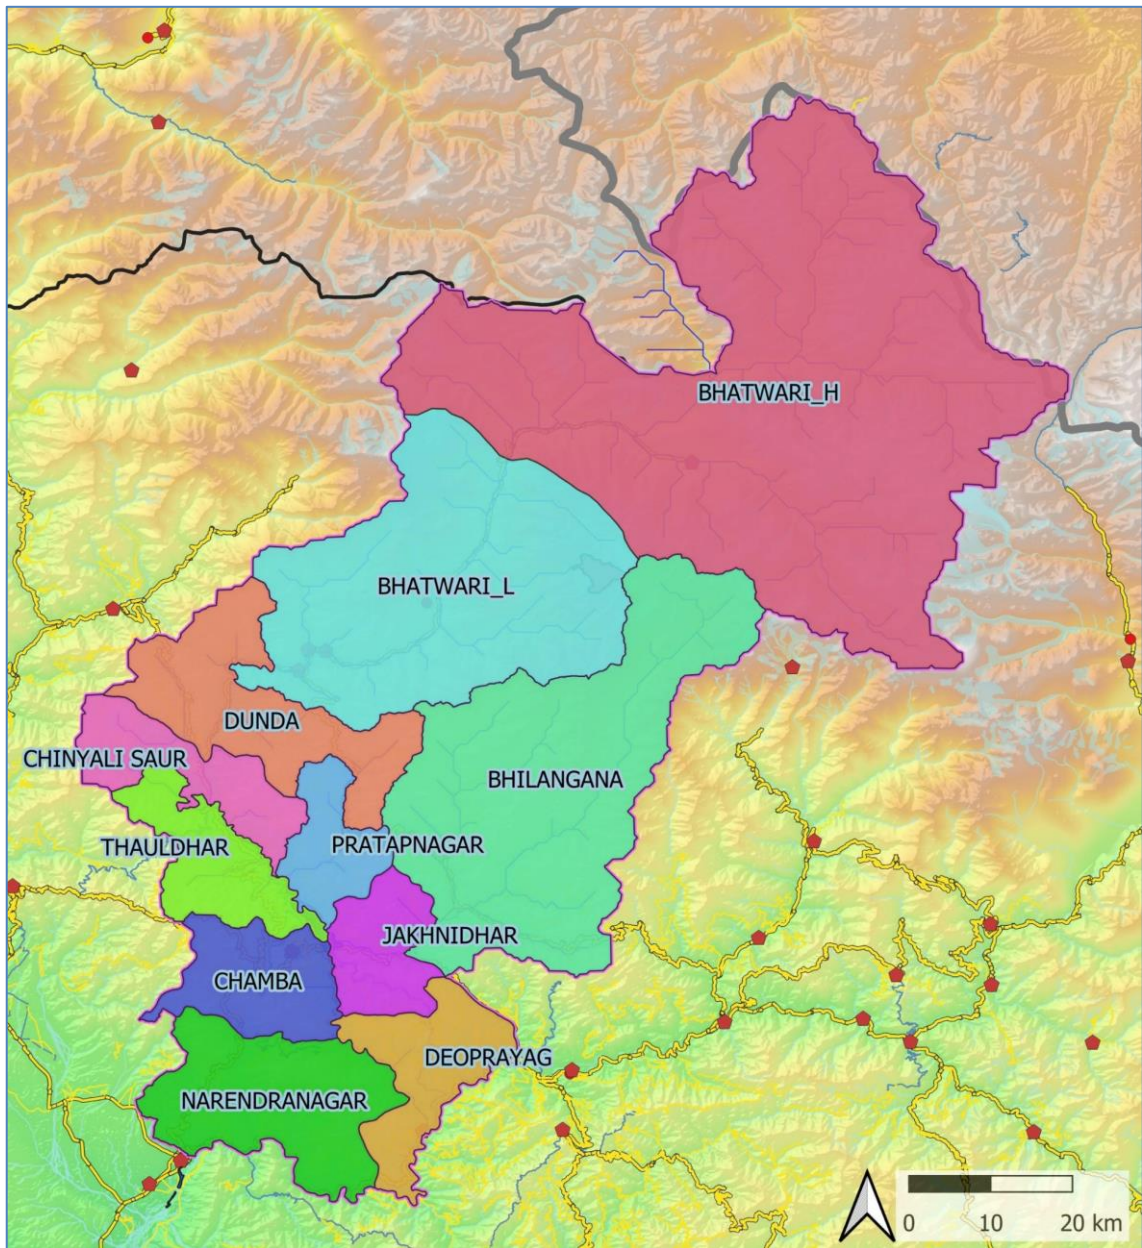 BHATWARI_H
BHATWARI_L
DUNDA
CHINYALI SAUR
BHILANGANA
THAULDHAR
PRATAPNAGAR
JAKHNIDHAR
CHAMBA
DEOPRAYAG
NARENDRANAGAR
0 10 20 km